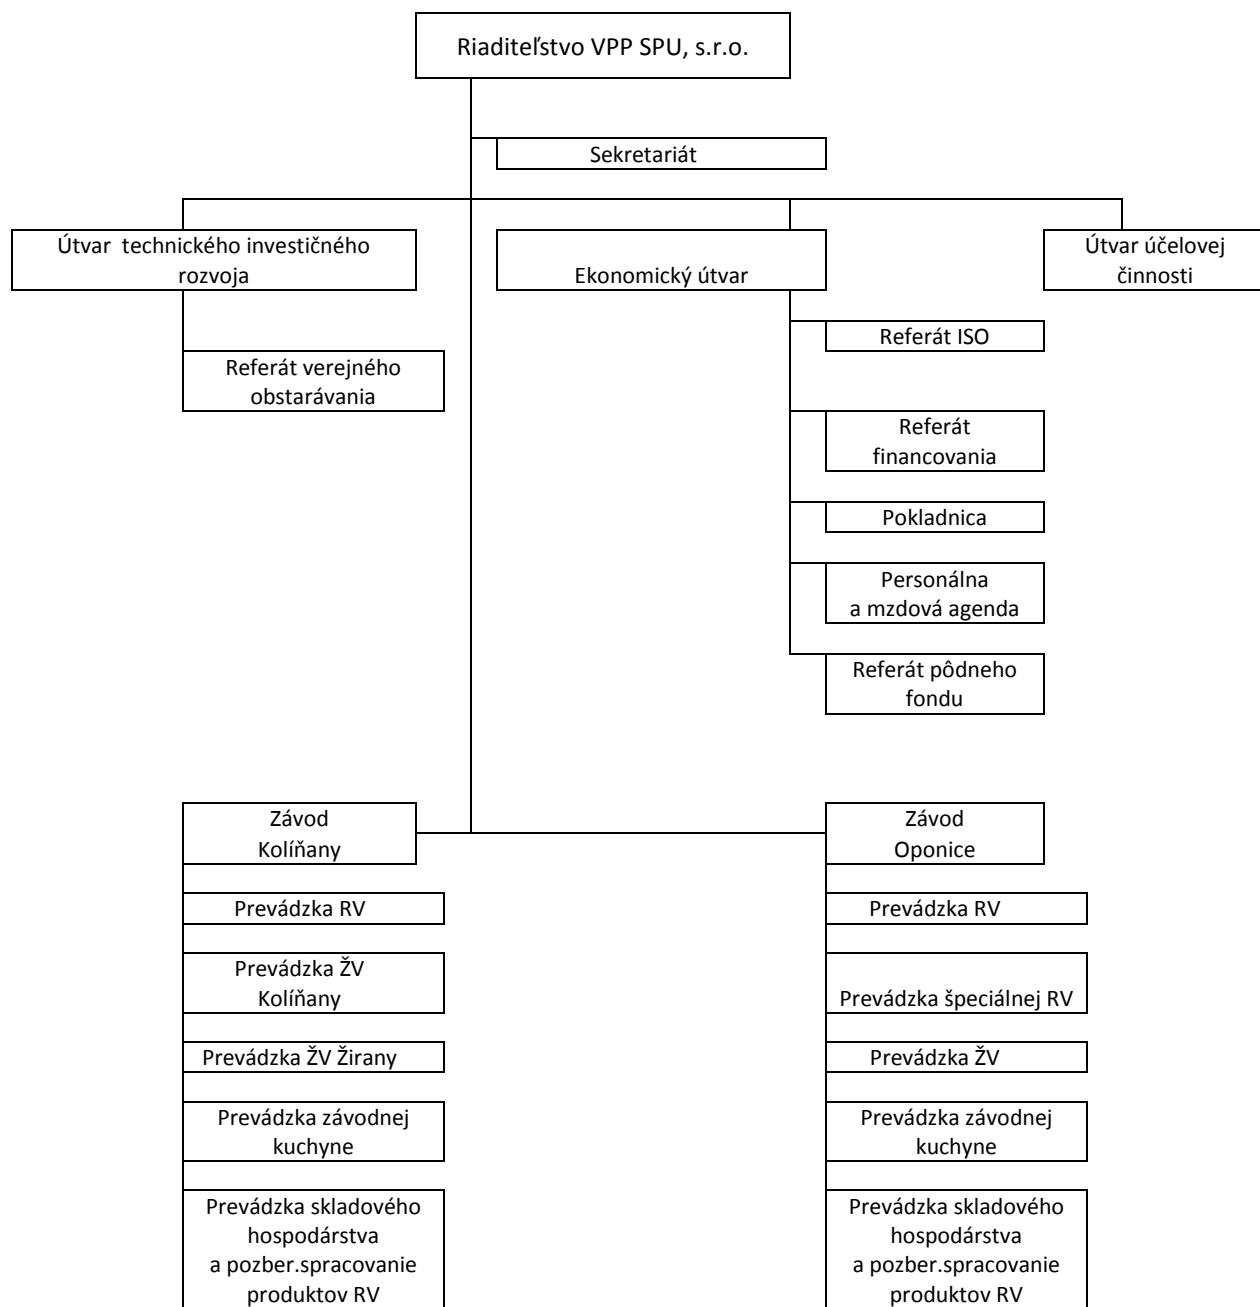 Riaditeľstvo VPP SPU, s.r.o.
Sekretariát
Útvar technického investičného
rozvoja
Ekonomický útvar
Útvar účelovej
činnosti
Referát ISO
Referát verejného
obstarávania
Referát
financovania
Pokladnica
Personálna
a mzdová agenda
Referát pôdneho
fondu
Závod
Kolíňany
Závod
Oponice
Prevádzka RV
Prevádzka RV
Prevádzka ŽV
Kolíňany
Prevádzka špeciálnej RV
Prevádzka ŽV Žirany
Prevádzka ŽV
Prevádzka závodnej
kuchyne
Prevádzka závodnej
kuchyne
Prevádzka skladového
hospodárstva
a pozber.spracovanie
produktov RV
Prevádzka skladového
hospodárstva
a pozber.spracovanie
produktov RV